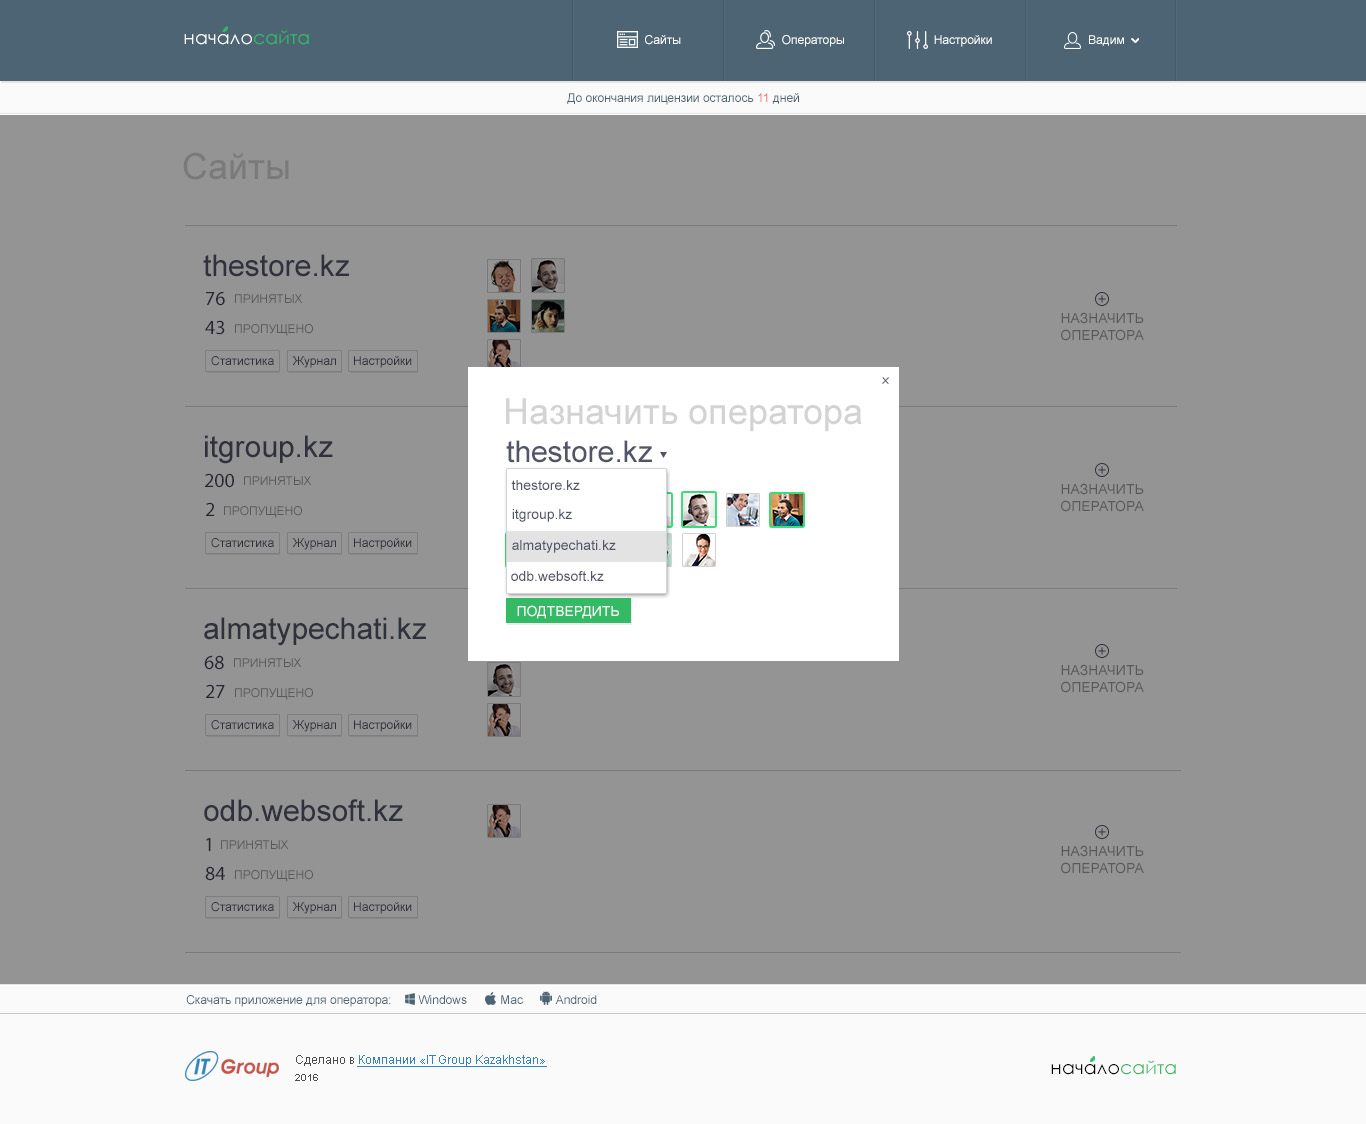 началосайта
Сайты
Операторы
Настройки
Вадим
До окончания лицензии осталось 11 дней
Сайты
thestore.kz
76 ПРИНЯТЫХ
43 ПРОПУЩЕНО
Статистика
Журнал
Настройки
НАЗНАЧИТЬ
ОПЕРАТОРА
itgroup.kz
200 ПРИНЯТЫХ
2 ПРОПУЩЕНО
Статистика
Журнал
Настройки
НАЗНАЧИТЬ
ОПЕРАТОРА
×
Назначить оператора
thestore.kz
thestore.kz
itgroup.kz
almatypechati.kz
odb.websoft.kz
ПОДТВЕРДИТЬ
almatypechati.kz
68 ПРИНЯТЫХ
27 ПРОПУЩЕНО
Статистика
Журнал
Настройки
НАЗНАЧИТЬ
ОПЕРАТОРА
odb.websoft.kz
1 ПРИНЯТЫХ
84 ПРОПУЩЕНО
Статистика
Журнал
Настройки
НАЗНАЧИТЬ
ОПЕРАТОРА
Скачать приложение для оператора: Windows Mac Android
IT Group
Сделано в Компании «IT Group Kazakhstan»
2016
началосайта